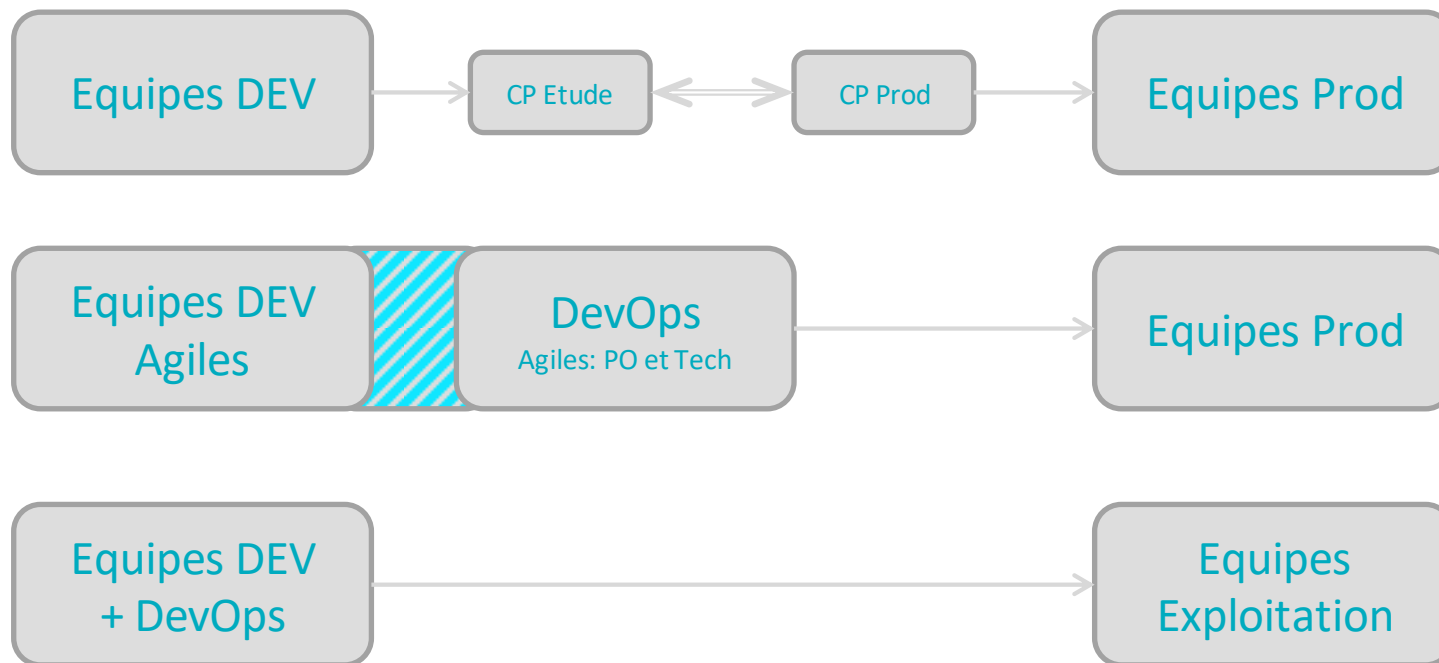 Equipes DEV
CP Etude
CP Prod
Equipes Prod
Equipes DEV
Agiles
DevOps
Agiles: PO et Tech
Equipes Prod
Equipes DEV
+ DevOps
Equipes
Exploitation